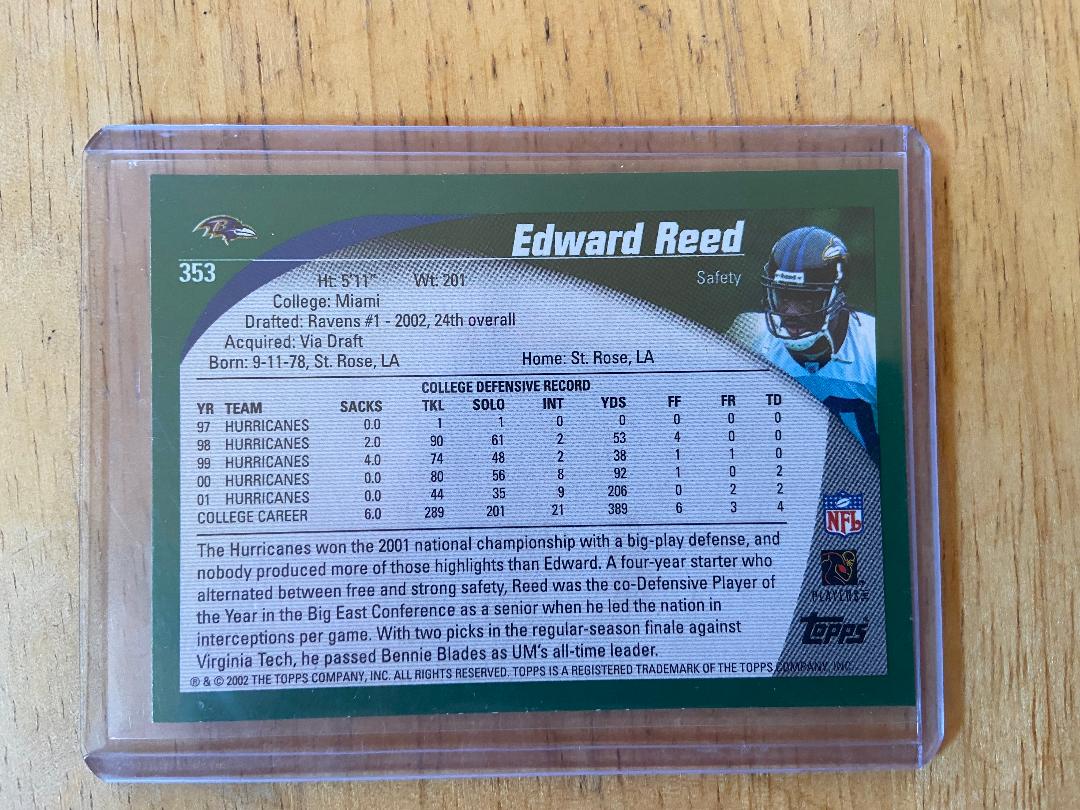 Edward Reed
353
Safety
Ht: 5'11" Wt: 201
College: Miami
Drafted: Ravens #1 - 2002, 24th overall
Acquired: Via Draft
Born: 9-11-78, St. Rose, LA Home: St. Rose, LA
COLLEGE DEFENSIVE RECORD
YR TEAM SACKS TKL SOLO INT YDS FF FR TD
97 HURRICANES 0.0 1 1 0 0 0 0 0
98 HURRICANES 2.0 90 61 2 53 4 0 0
99 HURRICANES 4.0 74 48 2 38 1 1 0
00 HURRICANES 0.0 80 56 8 92 1 0 2
01 HURRICANES 0.0 44 35 9 206 0 2 2
COLLEGE CAREER 6.0 289 201 21 389 6 3 4
The Hurricanes won the 2001 national championship with a big-play defense, and
nobody produced more of those highlights than Edward. A four-year starter who
alternated between free and strong safety, Reed was the co-Defensive Player of
the Year in the Big East Conference as a senior when he led the nation in
interceptions per game. With two picks in the regular-season finale against
Virginia Tech, he passed Bennie Blades as UM's all-time leader.
® & © 2002 THE TOPPS COMPANY, INC. ALL RIGHTS RESERVED. TOPPS IS A REGISTERED TRADEMARK OF THE TOPPS COMPANY, INC.
NFL
PLAYERS INC
Topps